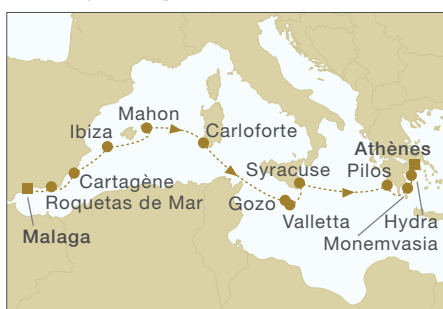 Mahon
Ibiza
Carloforte
Athènes
Syracuse
Pilos
Cartagène
Roquetas de Mar
Gozo
Malaga
Valletta
Hydra
Monemvasia